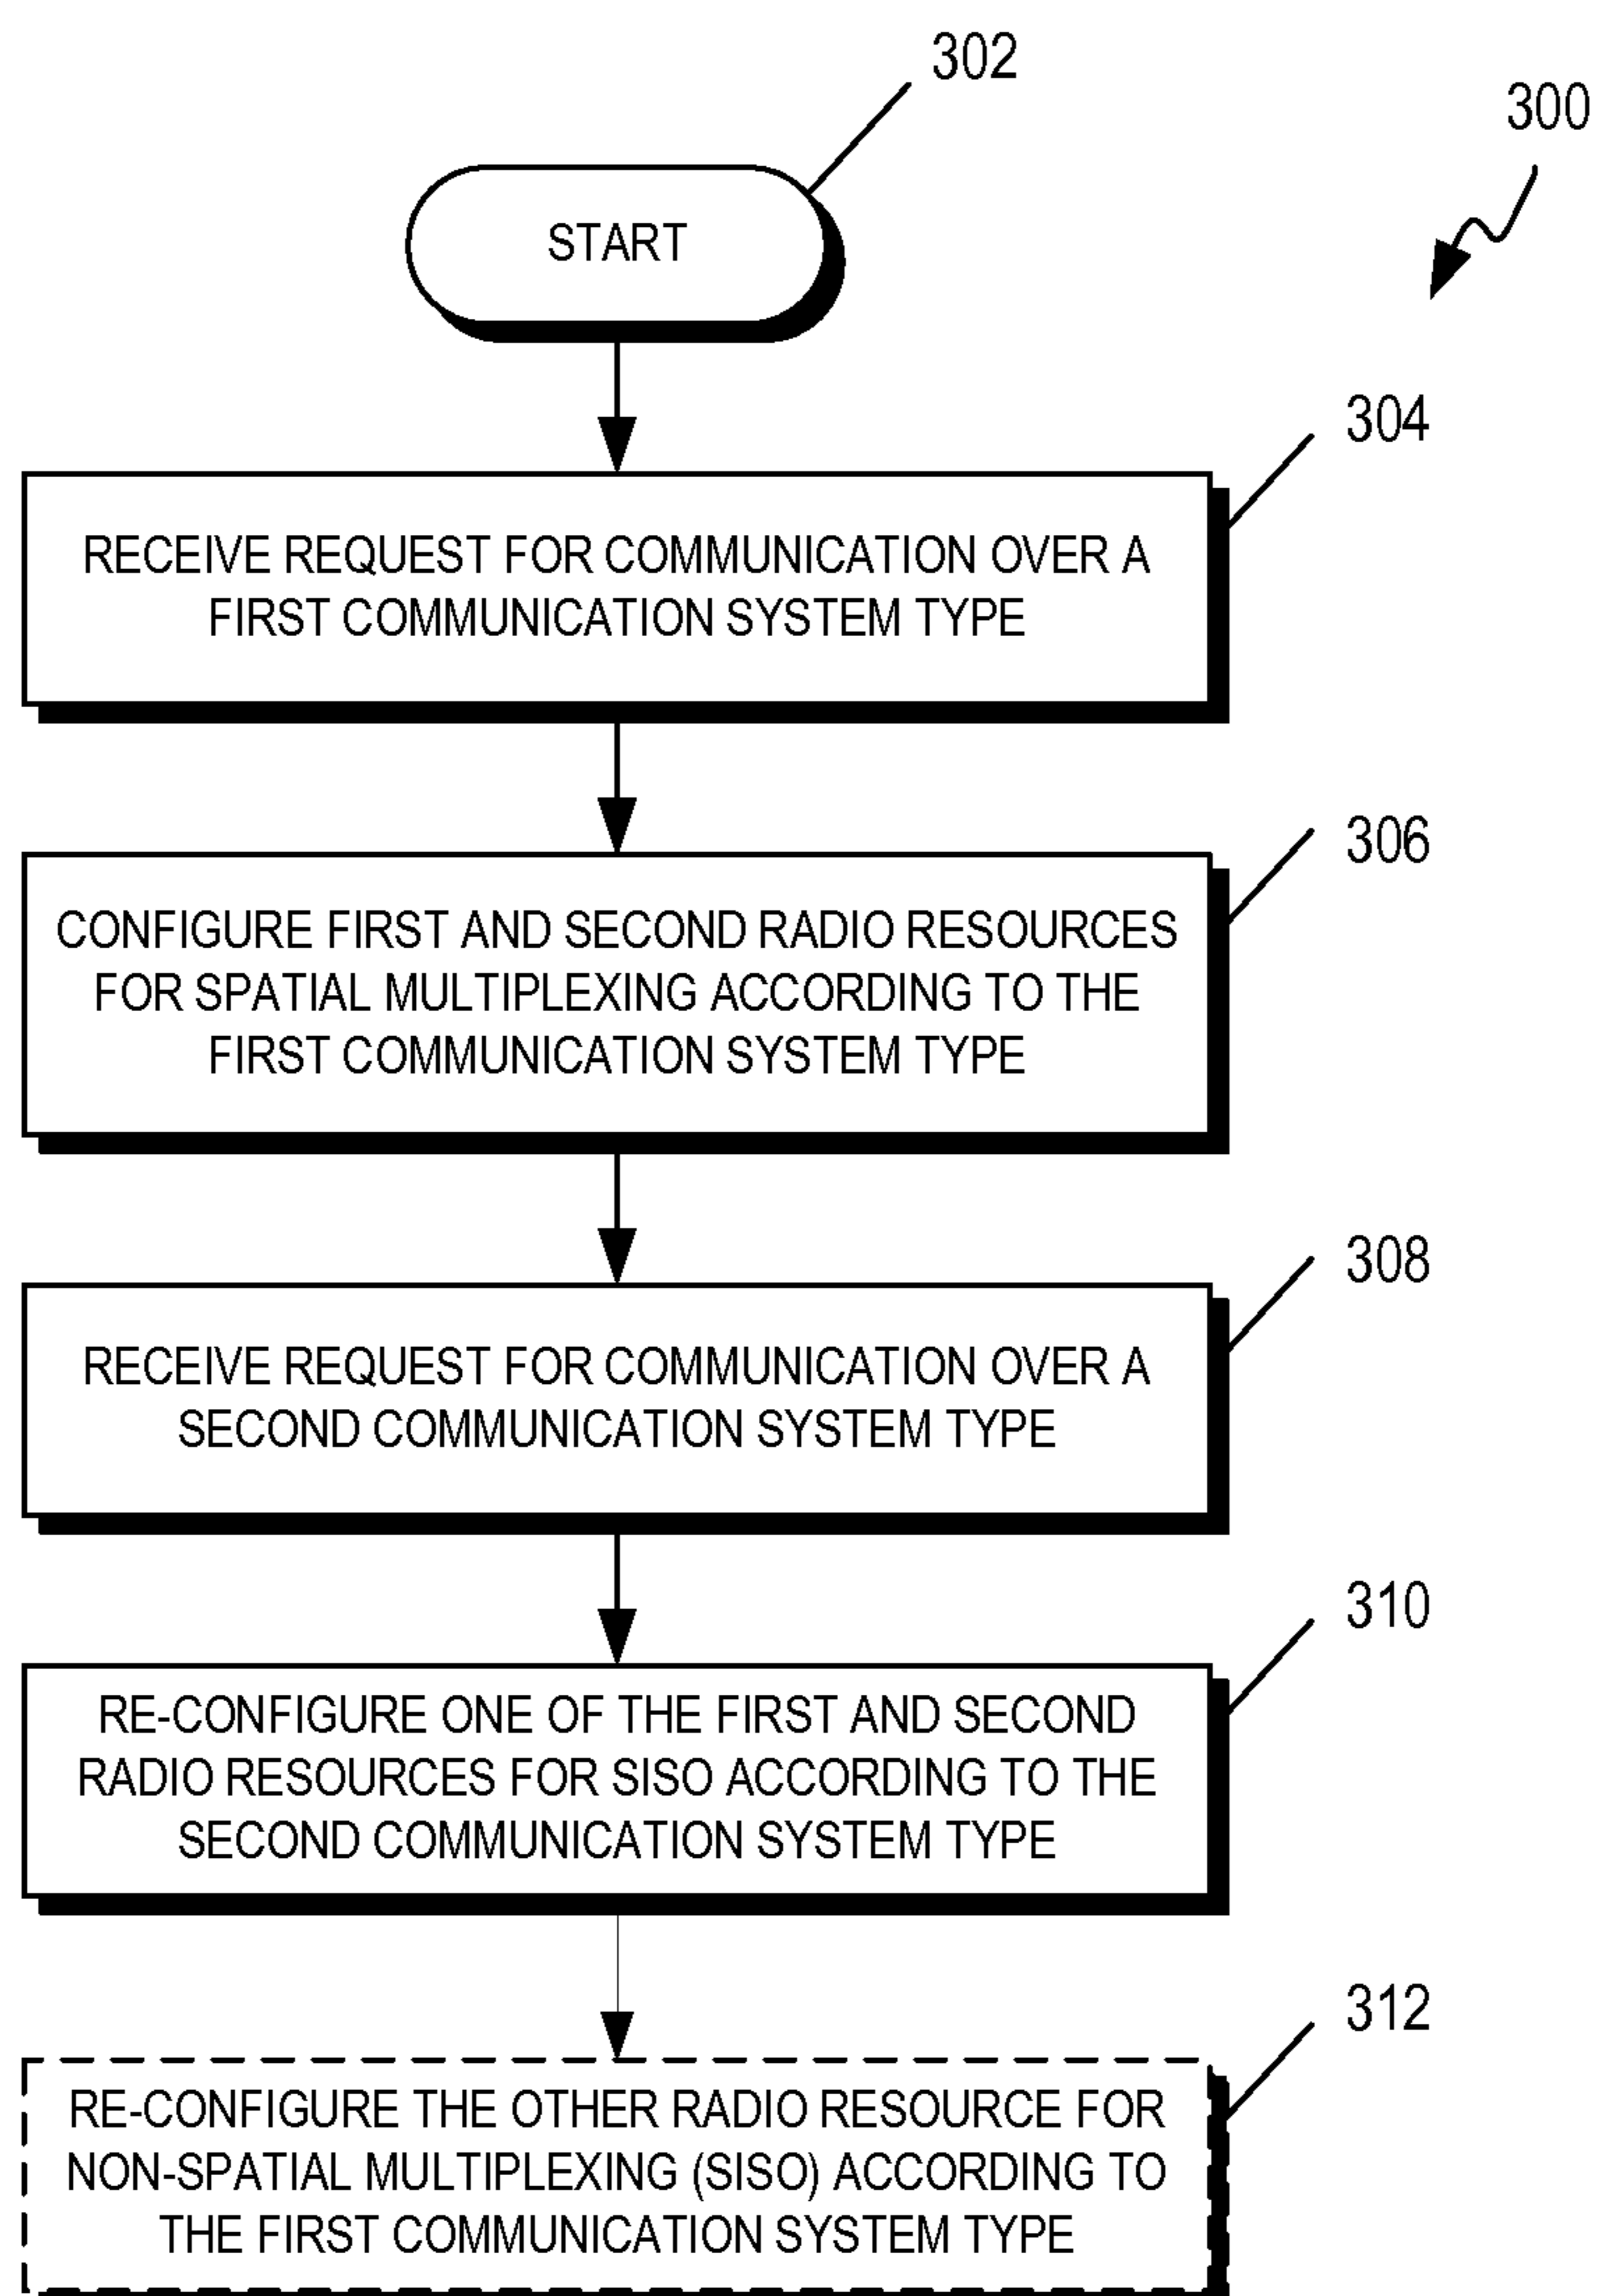 302
300
START
304
RECEIVE REQUEST FOR COMMUNICATION OVER A
FIRST COMMUNICATION SYSTEM TYPE
306
CONFIGURE FIRST AND SECOND RADIO RESOURCES
FOR SPATIAL MULTIPLEXING ACCORDING TO THE
FIRST COMMUNICATION SYSTEM TYPE
308
RECEIVE REQUEST FOR COMMUNICATION OVER A
SECOND COMMUNICATION SYSTEM TYPE
310
RE-CONFIGURE ONE OF THE FIRST AND SECOND
RADIO RESOURCES FOR SISO ACCORDING TO THE
SECOND COMMUNICATION SYSTEM TYPE
312
RE-CONFIGURE THE OTHER RADIO RESOURCE FOR
NON-SPATIAL MULTIPLEXING (SISO) ACCORDING TO
THE FIRST COMMUNICATION SYSTEM TYPE